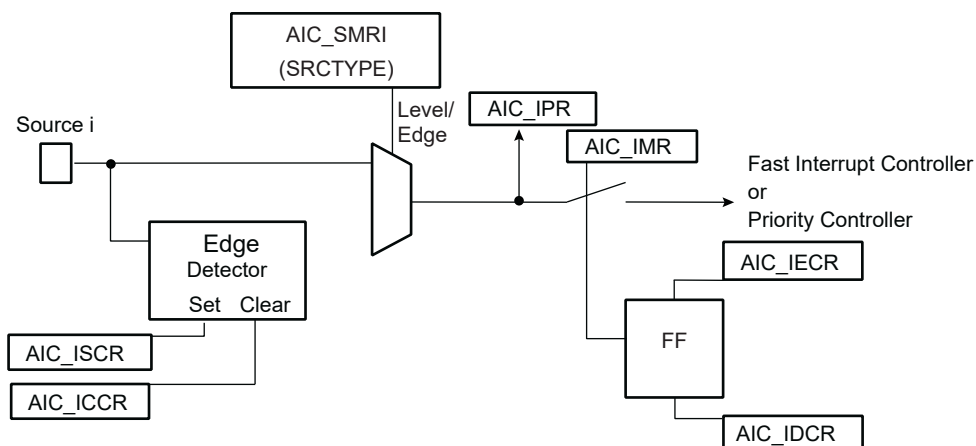 AIC_SMRI
(SRCTYPE)
Level/
Edge
Source i
AIC_IPR
AIC_IMR
Fast Interrupt Controller
or
Priority Controller
Edge
Detector
Set Clear
AIC_IECR
FF
AIC_ISCR
AIC_ICCR
AIC_IDCR